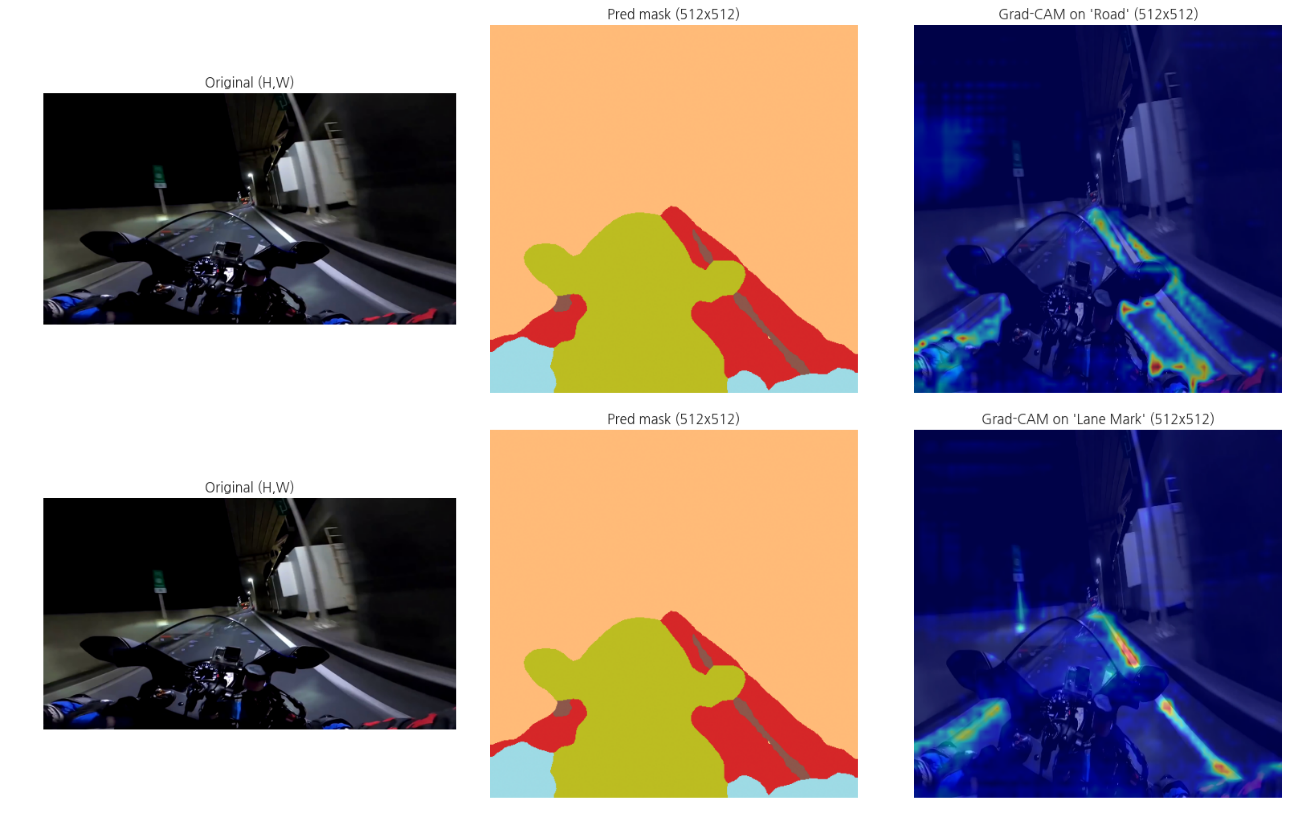 Pred mask (512x512)
Grad-CAM on 'Road' (512x512)
Original (H,W)
Pred mask (512x512)
Grad-CAM on 'Lane Mark' (512x512)
Original (H,W)